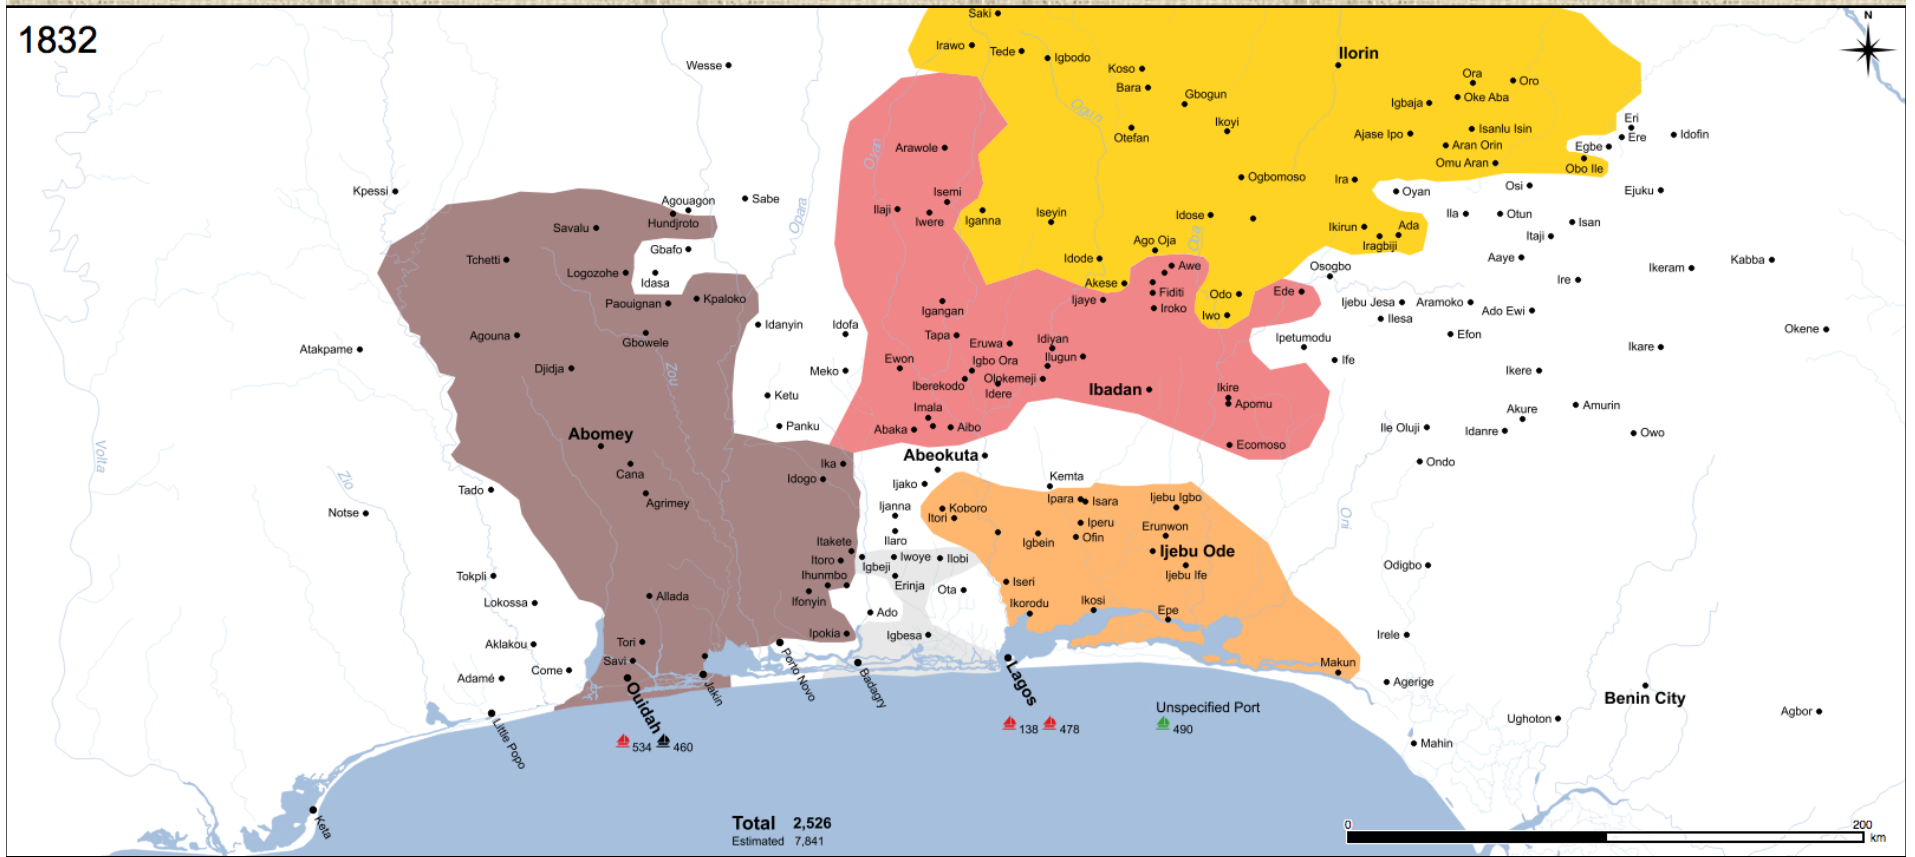 1832
N
Saki
Irawo
Tede
Igbodo
Ilorin
Wesse
Koso
Bara
Gbogun
Ora
Oro
Oke Aba
Igbaja
Ogun
Otefan
Ikoyi
Ajase Ipo
Isanlu Isin
Eri
Ere
Idofin
Aran Orin
Egbe
Omu Aran
Obo Ile
Oyan
Arawole
Kpessi
Agouagon
Sabe
Isemi
Ogbomoso
Ira
Oyan
Osi
Ejuku
Hundjroto
Opara
Ilaji
Iwere
Iganna
Iseyin
Idose
Ila
Otun
Isan
Savalu
Ikirun
Ada
Iragbiji
Itaji
Gbafo
Ago Oja
Oba
Tchetti
Idode
Aaye
Kabba
Logozohe
Idasa
Awe
Osogbo
Ikeram
Akese
Ire
Paouignan
Kpaloko
Ijaye
Fiditi
Odo
Ede
Igangan
Iroko
Iwo
Ijebu Jesa
Aramoko
Ado Ewi
Ilesa
Idanyin
Idofa
Agouna
Gbowele
Tapa
Eruwa
Idiyan
Ipetumodu
Efon
Okene
Atakpame
Ikare
Ewon
Igbo Ora
Ilugun
Ife
Djidja
Zou
Meko
Iberekodo
Olokemeji
Idere
Ibadan
Ikire
Ikere
Ketu
Apomu
Amurin
Imala
Akure
Panku
Abaka
Aibo
Ile Oluji
Idanre
Owo
Abomey
Volta
Ecomoso
Abeokuta
Ika
Ondo
Cana
Idogo
Ijako
Kemta
Zio
Tado
Agrimey
Ipara
Isara
Ijebu Igbo
Ijanna
Koboro
Notse
Itori
Oni
Iperu
Erunwon
Ofin
Igbein
Itakete
Ilaro
Ijebu Ode
Itoro
Iwoye
Ilobi
Igbeji
Odigbo
Ihunmbo
Ijebu Ife
Tokpli
Erinja
Iseri
Ota
Ifonyin
Allada
Lokossa
Ikorodu
Ikosi
Ado
Epe
Ipokia
Igbesa
Irele
Aklakou
Tori
Savi
Come
Makun
Adamé
Agerige
Ouidah
Jakin
Porto Novo
Badagry
Lagos
Benin City
Little Popo
Unspecified Port
Ughoton
Agbor
138
478
490
534
460
Mahin
Keta
Total 2,526
Estimated 7,841
0
200
km